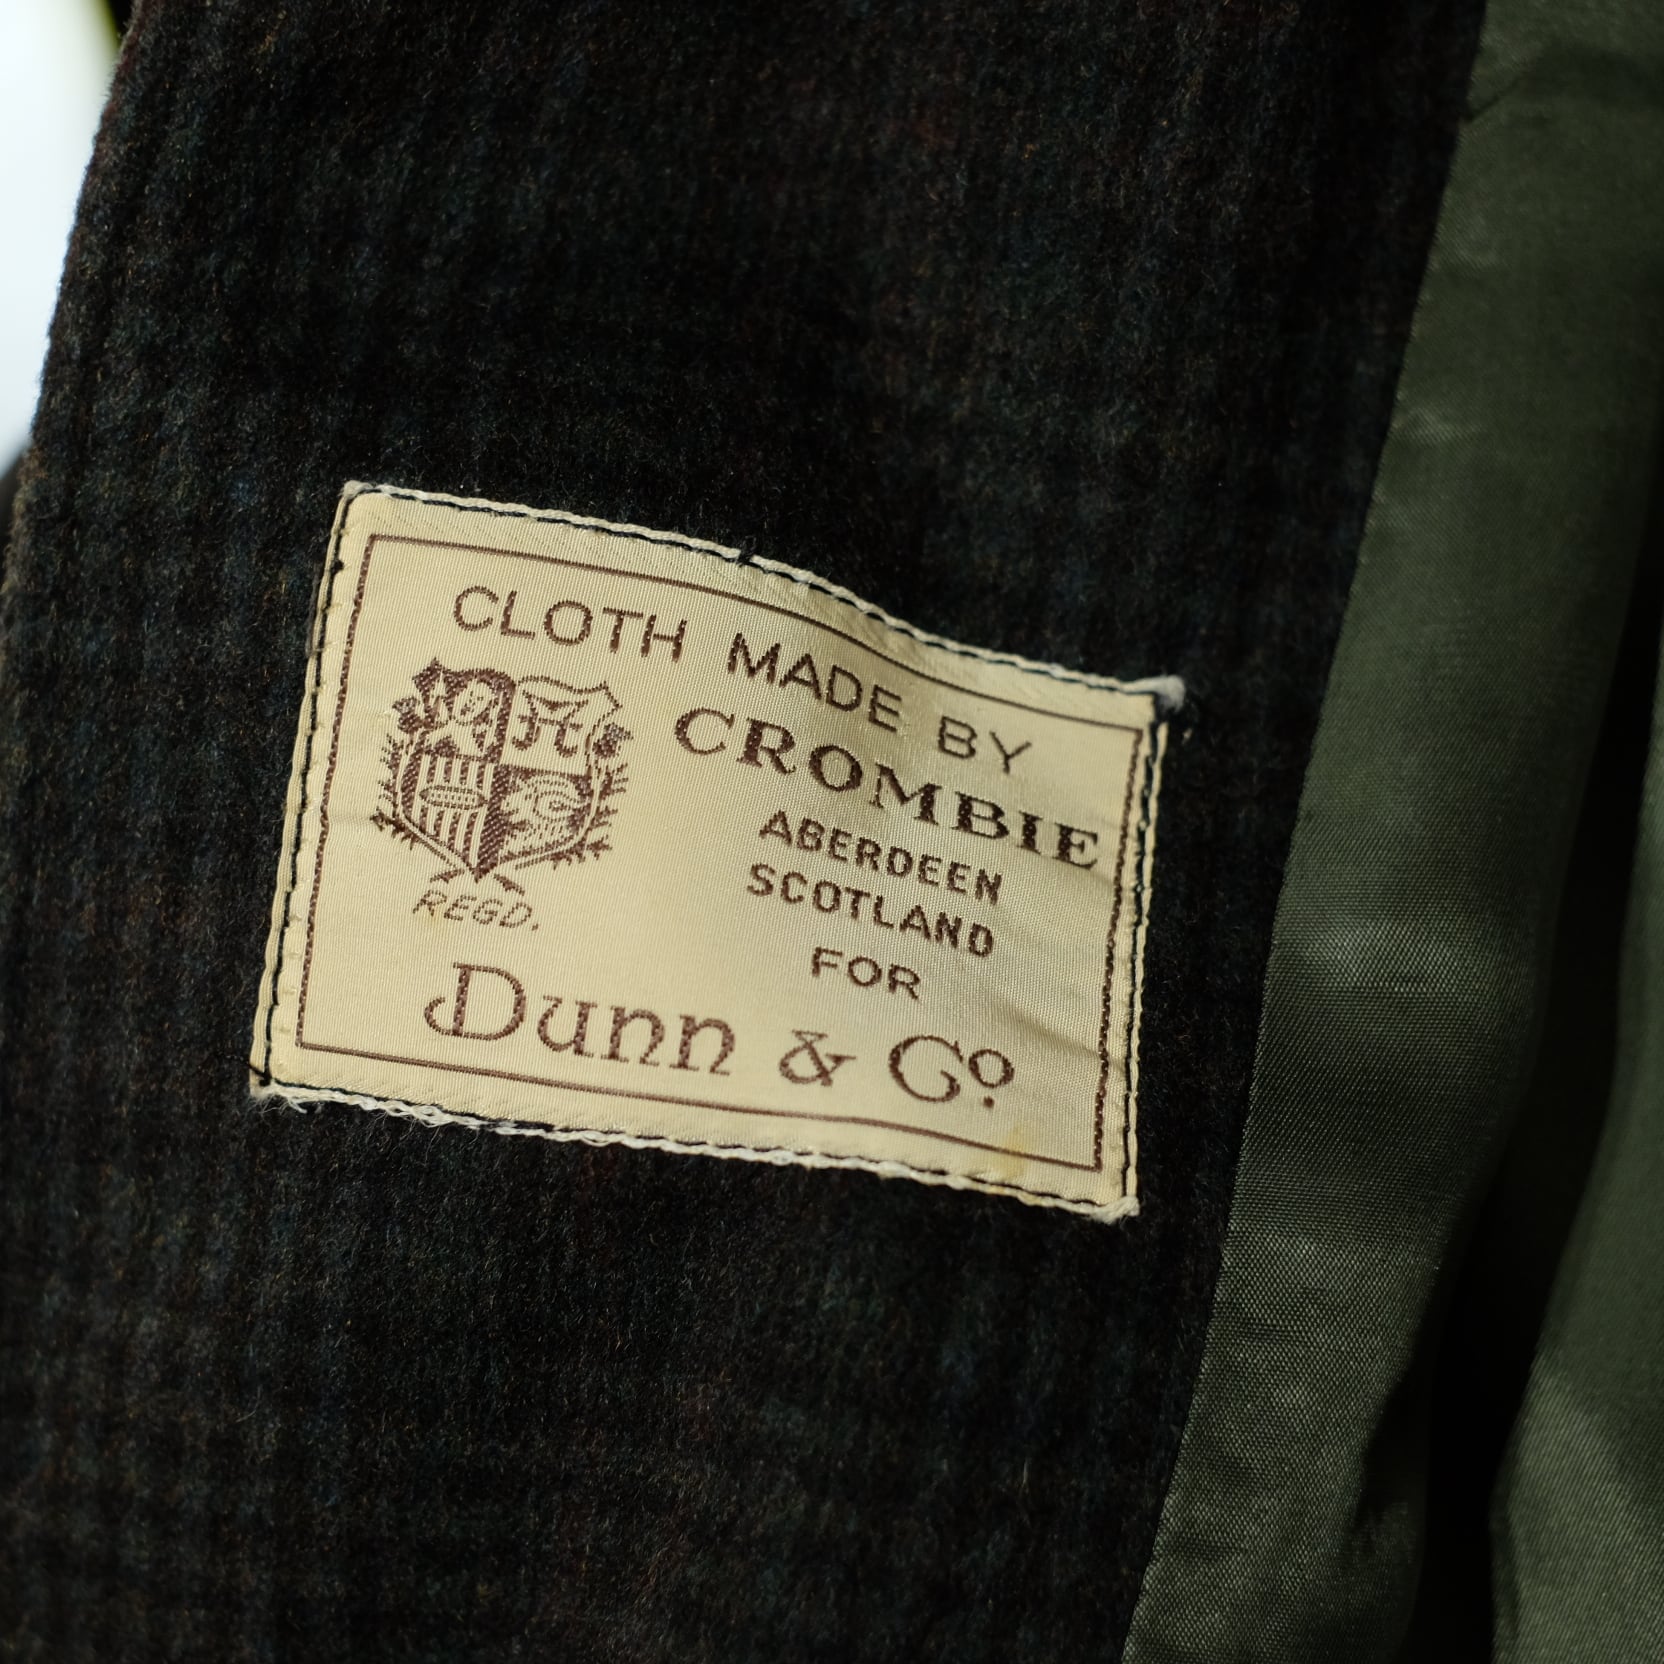 CLOTH MADE BY
CROMBIE
ABERDEEN
SCOTLAND
REGD.
FOR
Dunn & Co.